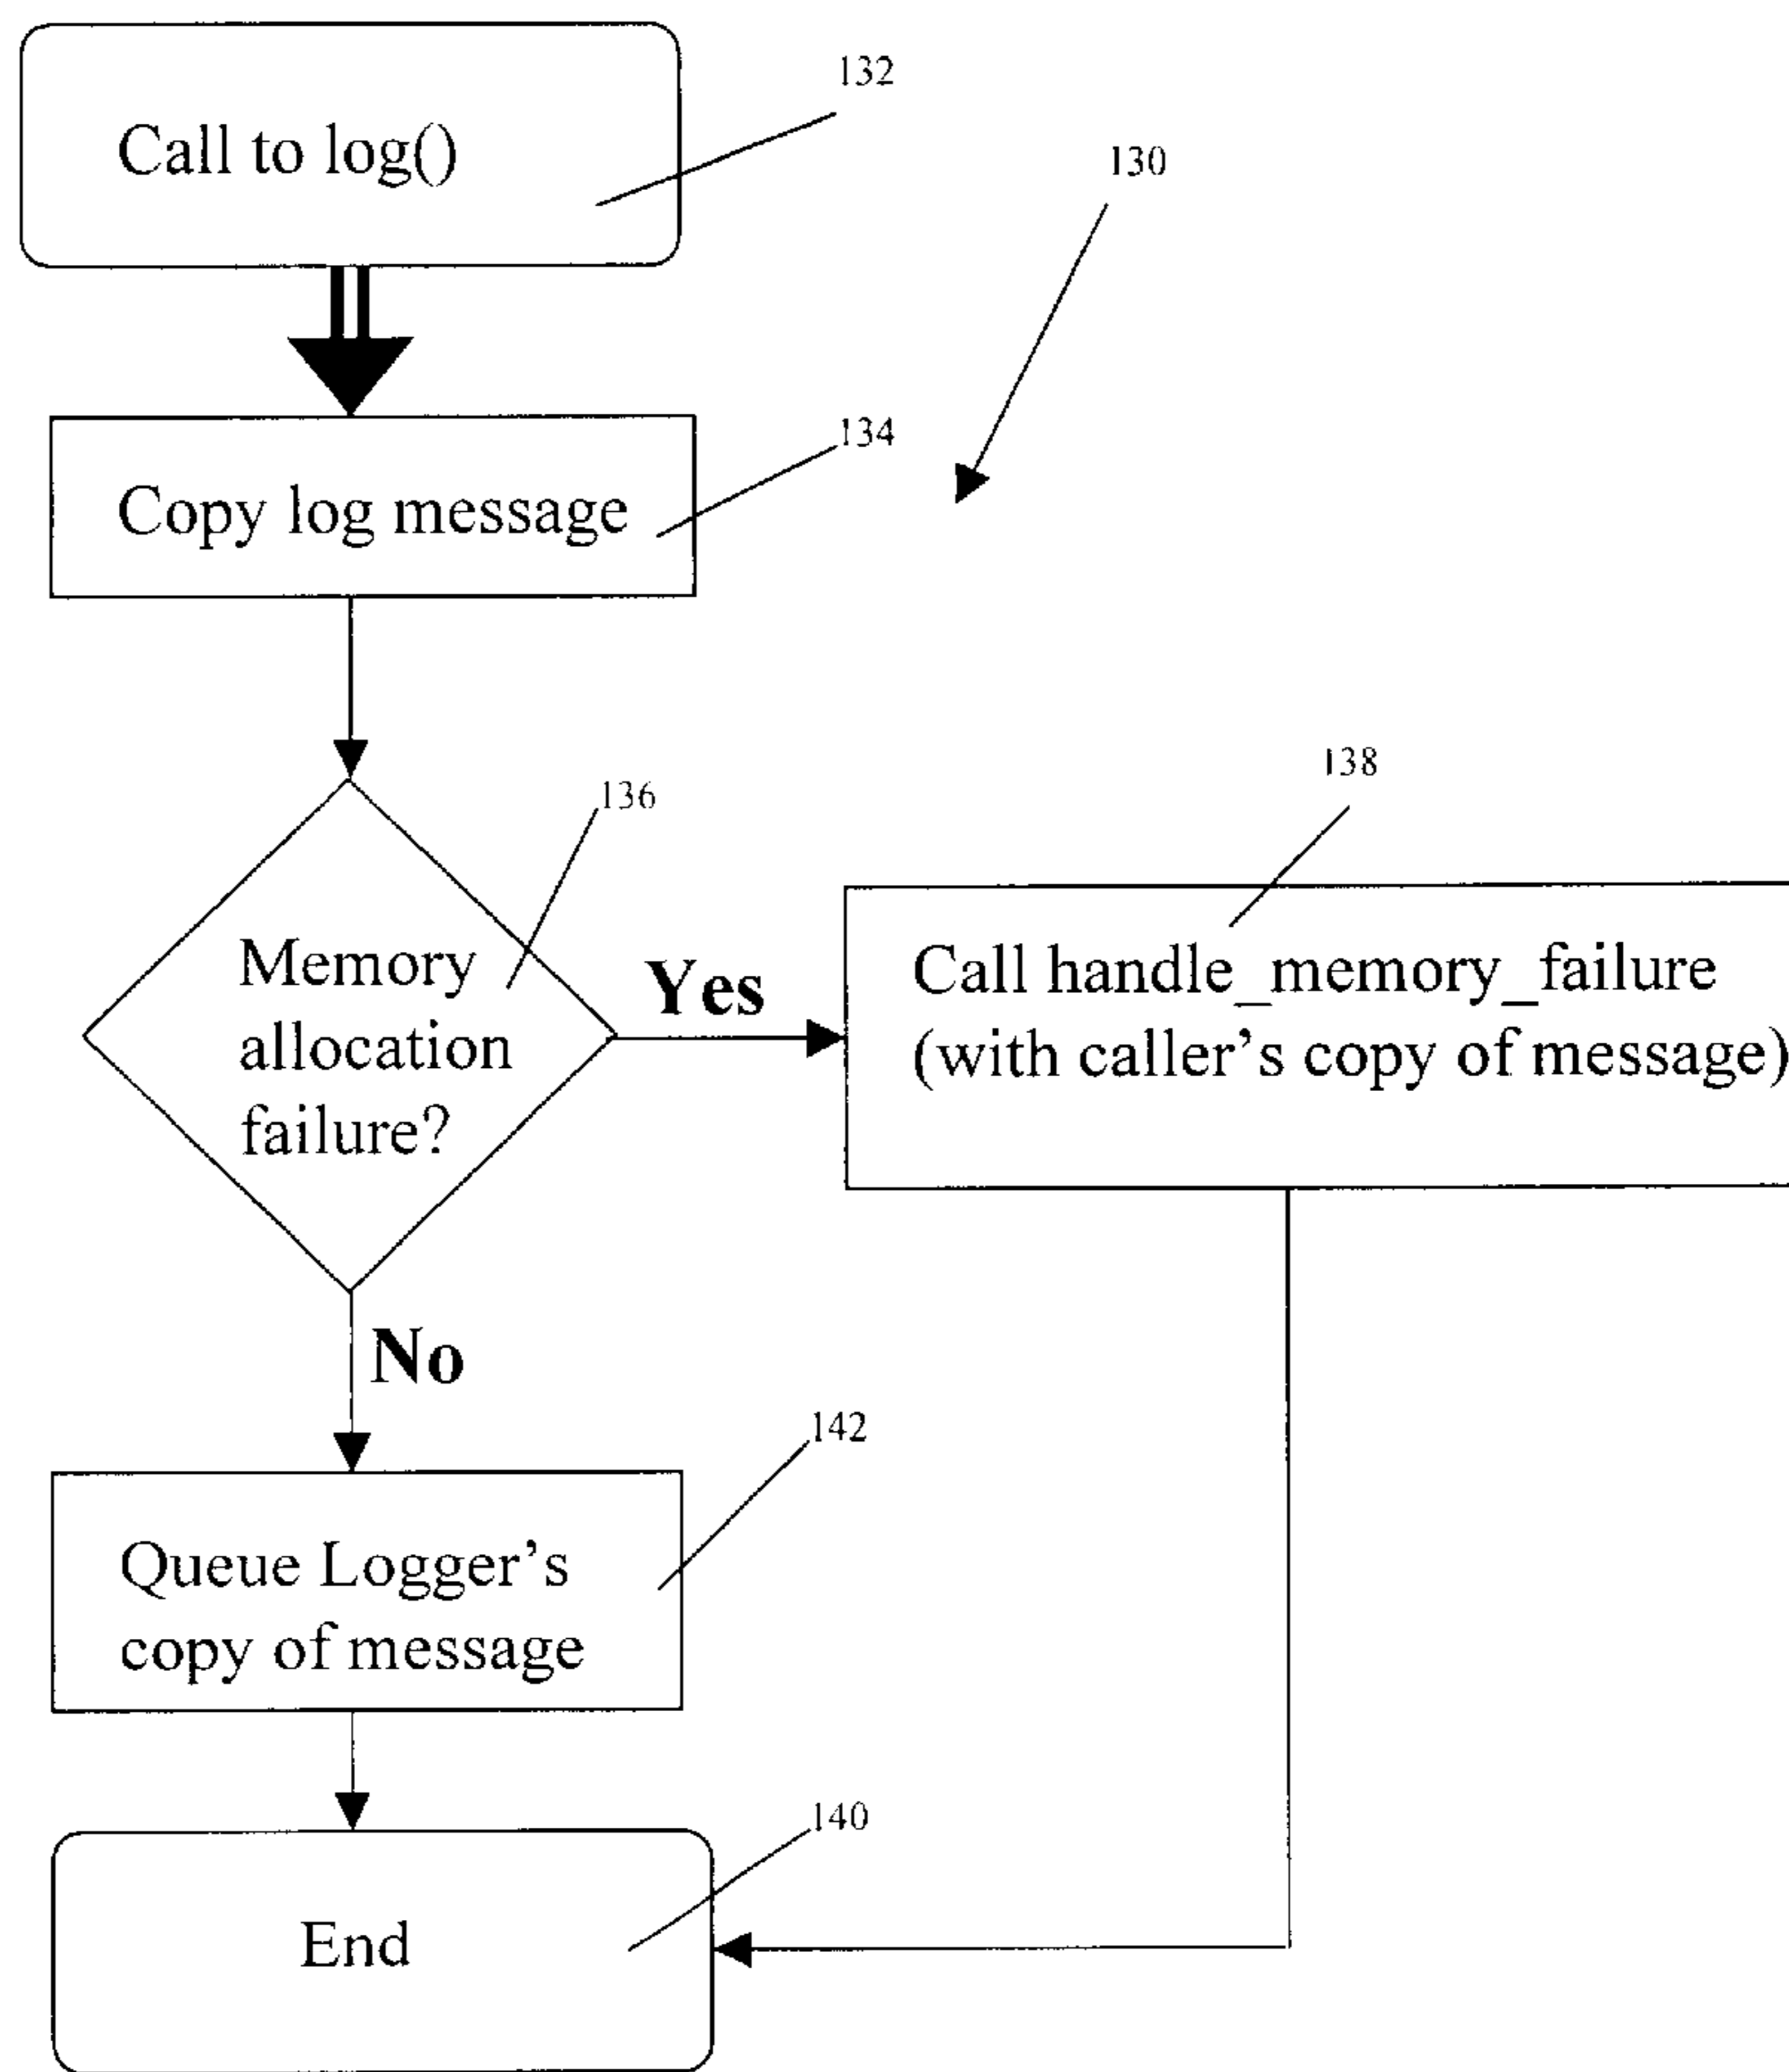 132
Call to log()
130
134
Copy log message
136
138
Memory
allocation
failure?
Yes
Call handle_memory_failure
(with caller’s copy of message)
No
142
Queue Logger’s
copy of message
140
End